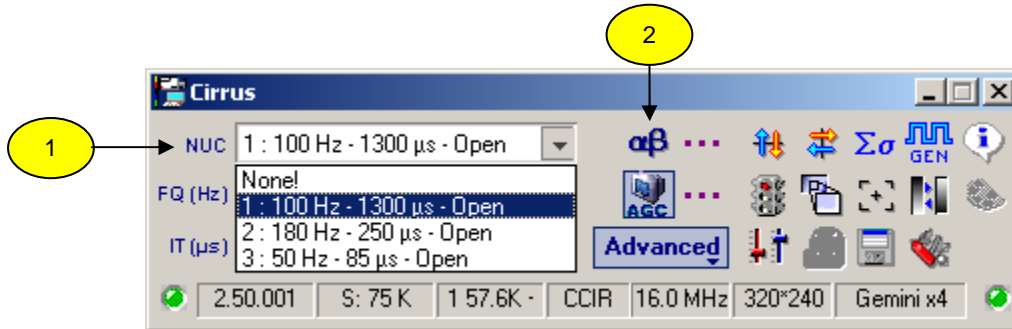 2
1
Cirrus
NUC 1 : 100 Hz - 1300 µs - Open αβ ... Σσ GEN
FQ (Hz) None! AGC ...
1 : 100 Hz - 1300 µs - Open
2 : 180 Hz - 250 µs - Open
IT (µs) 3 : 50 Hz - 85 µs - Open Advanced
2.50.001 S: 75 K 1 57.6K - CCIR 16.0 MHz 320*240 Gemini x4